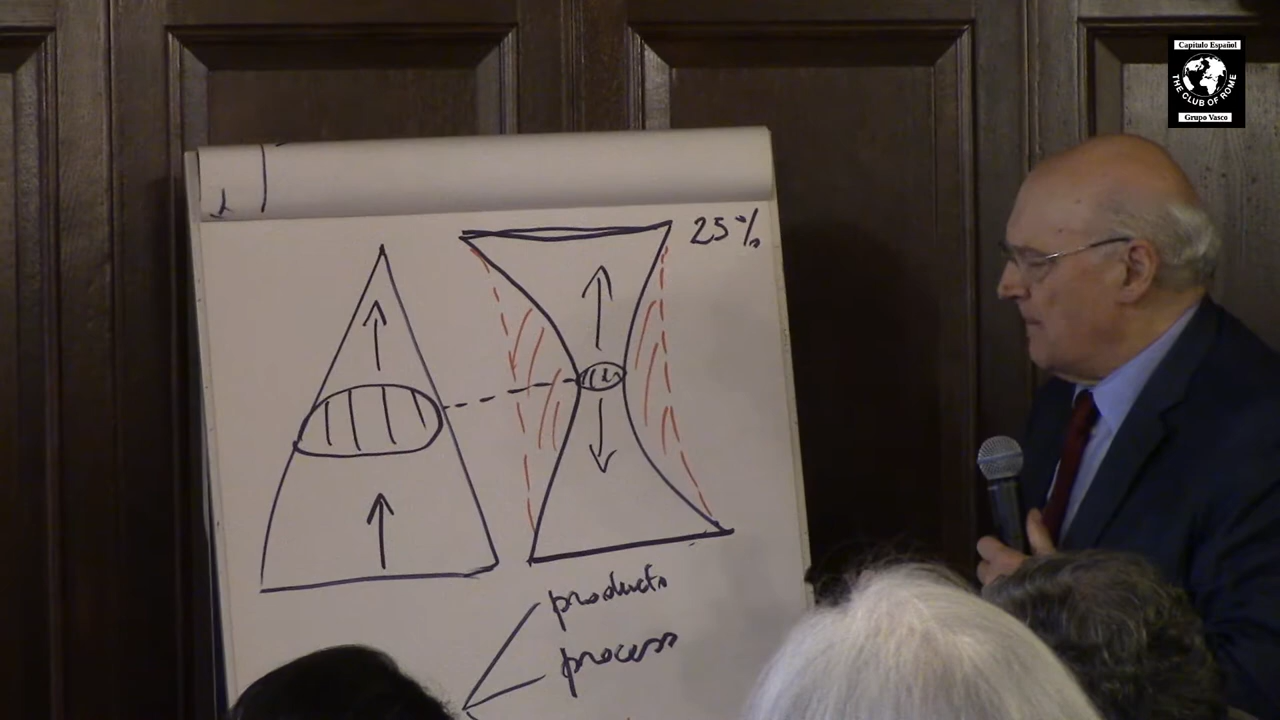 Capítulo Español
THE CLUB OF ROME
Grupo Vasco
25%
products
process